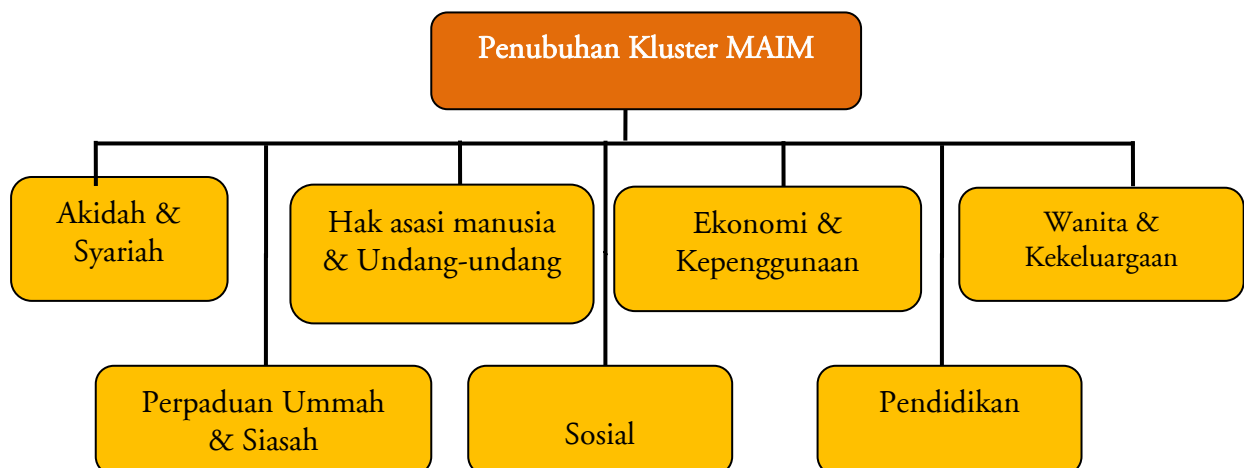 Penubuhan Kluster MAIM
Akidah &
Syariah
Hak asasi manusia
& Undang-undang
Ekonomi &
Kepenggunaan
Wanita &
Kekeluargaan
Perpaduan Ummah
& Siasah
Sosial
Pendidikan